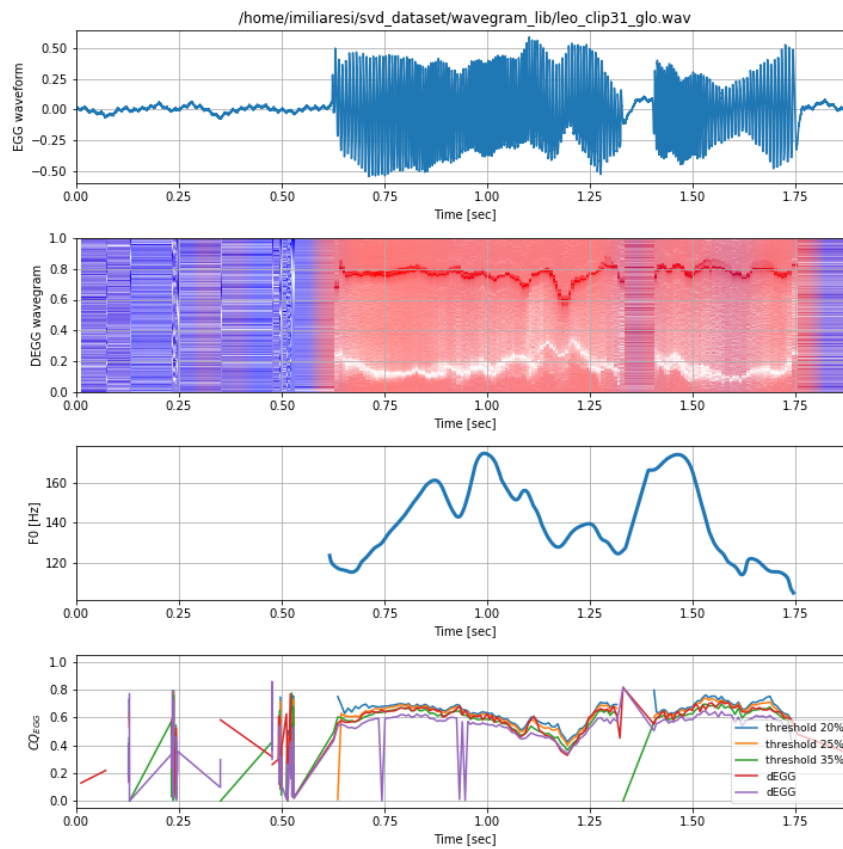 /home/imiliaresi/svd_dataset/wavegram_lib/leo_clip31_glo.wav
EGG waveform
0.50
0.25
0.00
−0.25
−0.50
0.00 0.25 0.50 0.75 1.00 1.25 1.50 1.75
Time [sec]
DEGG wavegram
1.0
0.8
0.6
0.4
0.2
0.0
0.00 0.25 0.50 0.75 1.00 1.25 1.50 1.75
Time [sec]
F0 [Hz]
160
140
120
0.00 0.25 0.50 0.75 1.00 1.25 1.50 1.75
Time [sec]
CQEGG
1.0
0.8
0.6
0.4
0.2
0.0
threshold 20%
threshold 25%
threshold 35%
dEGG
dEGG
0.00 0.25 0.50 0.75 1.00 1.25 1.50 1.75
Time [sec]